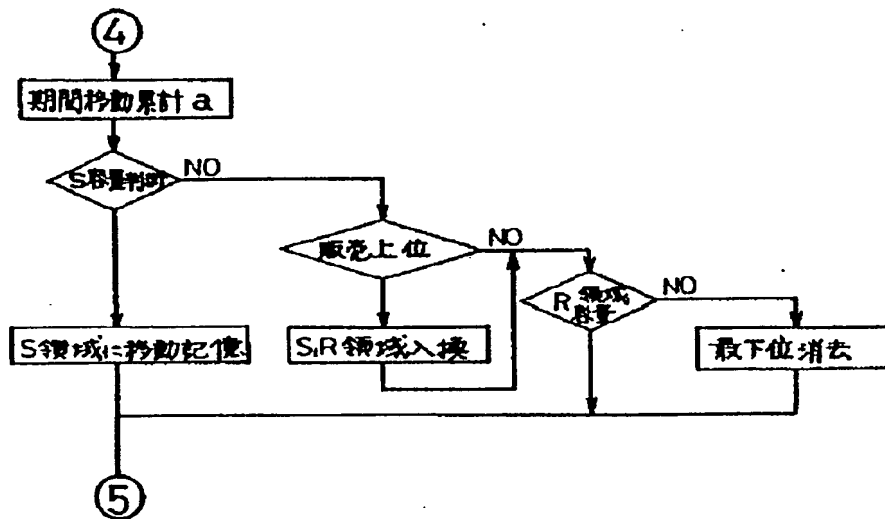 ④
期間移動累計a
S容量判断
NO
販売上位
NO
R領域
容量
NO
S領域に移動記憶
S,R領域入換
最下位消去
⑤